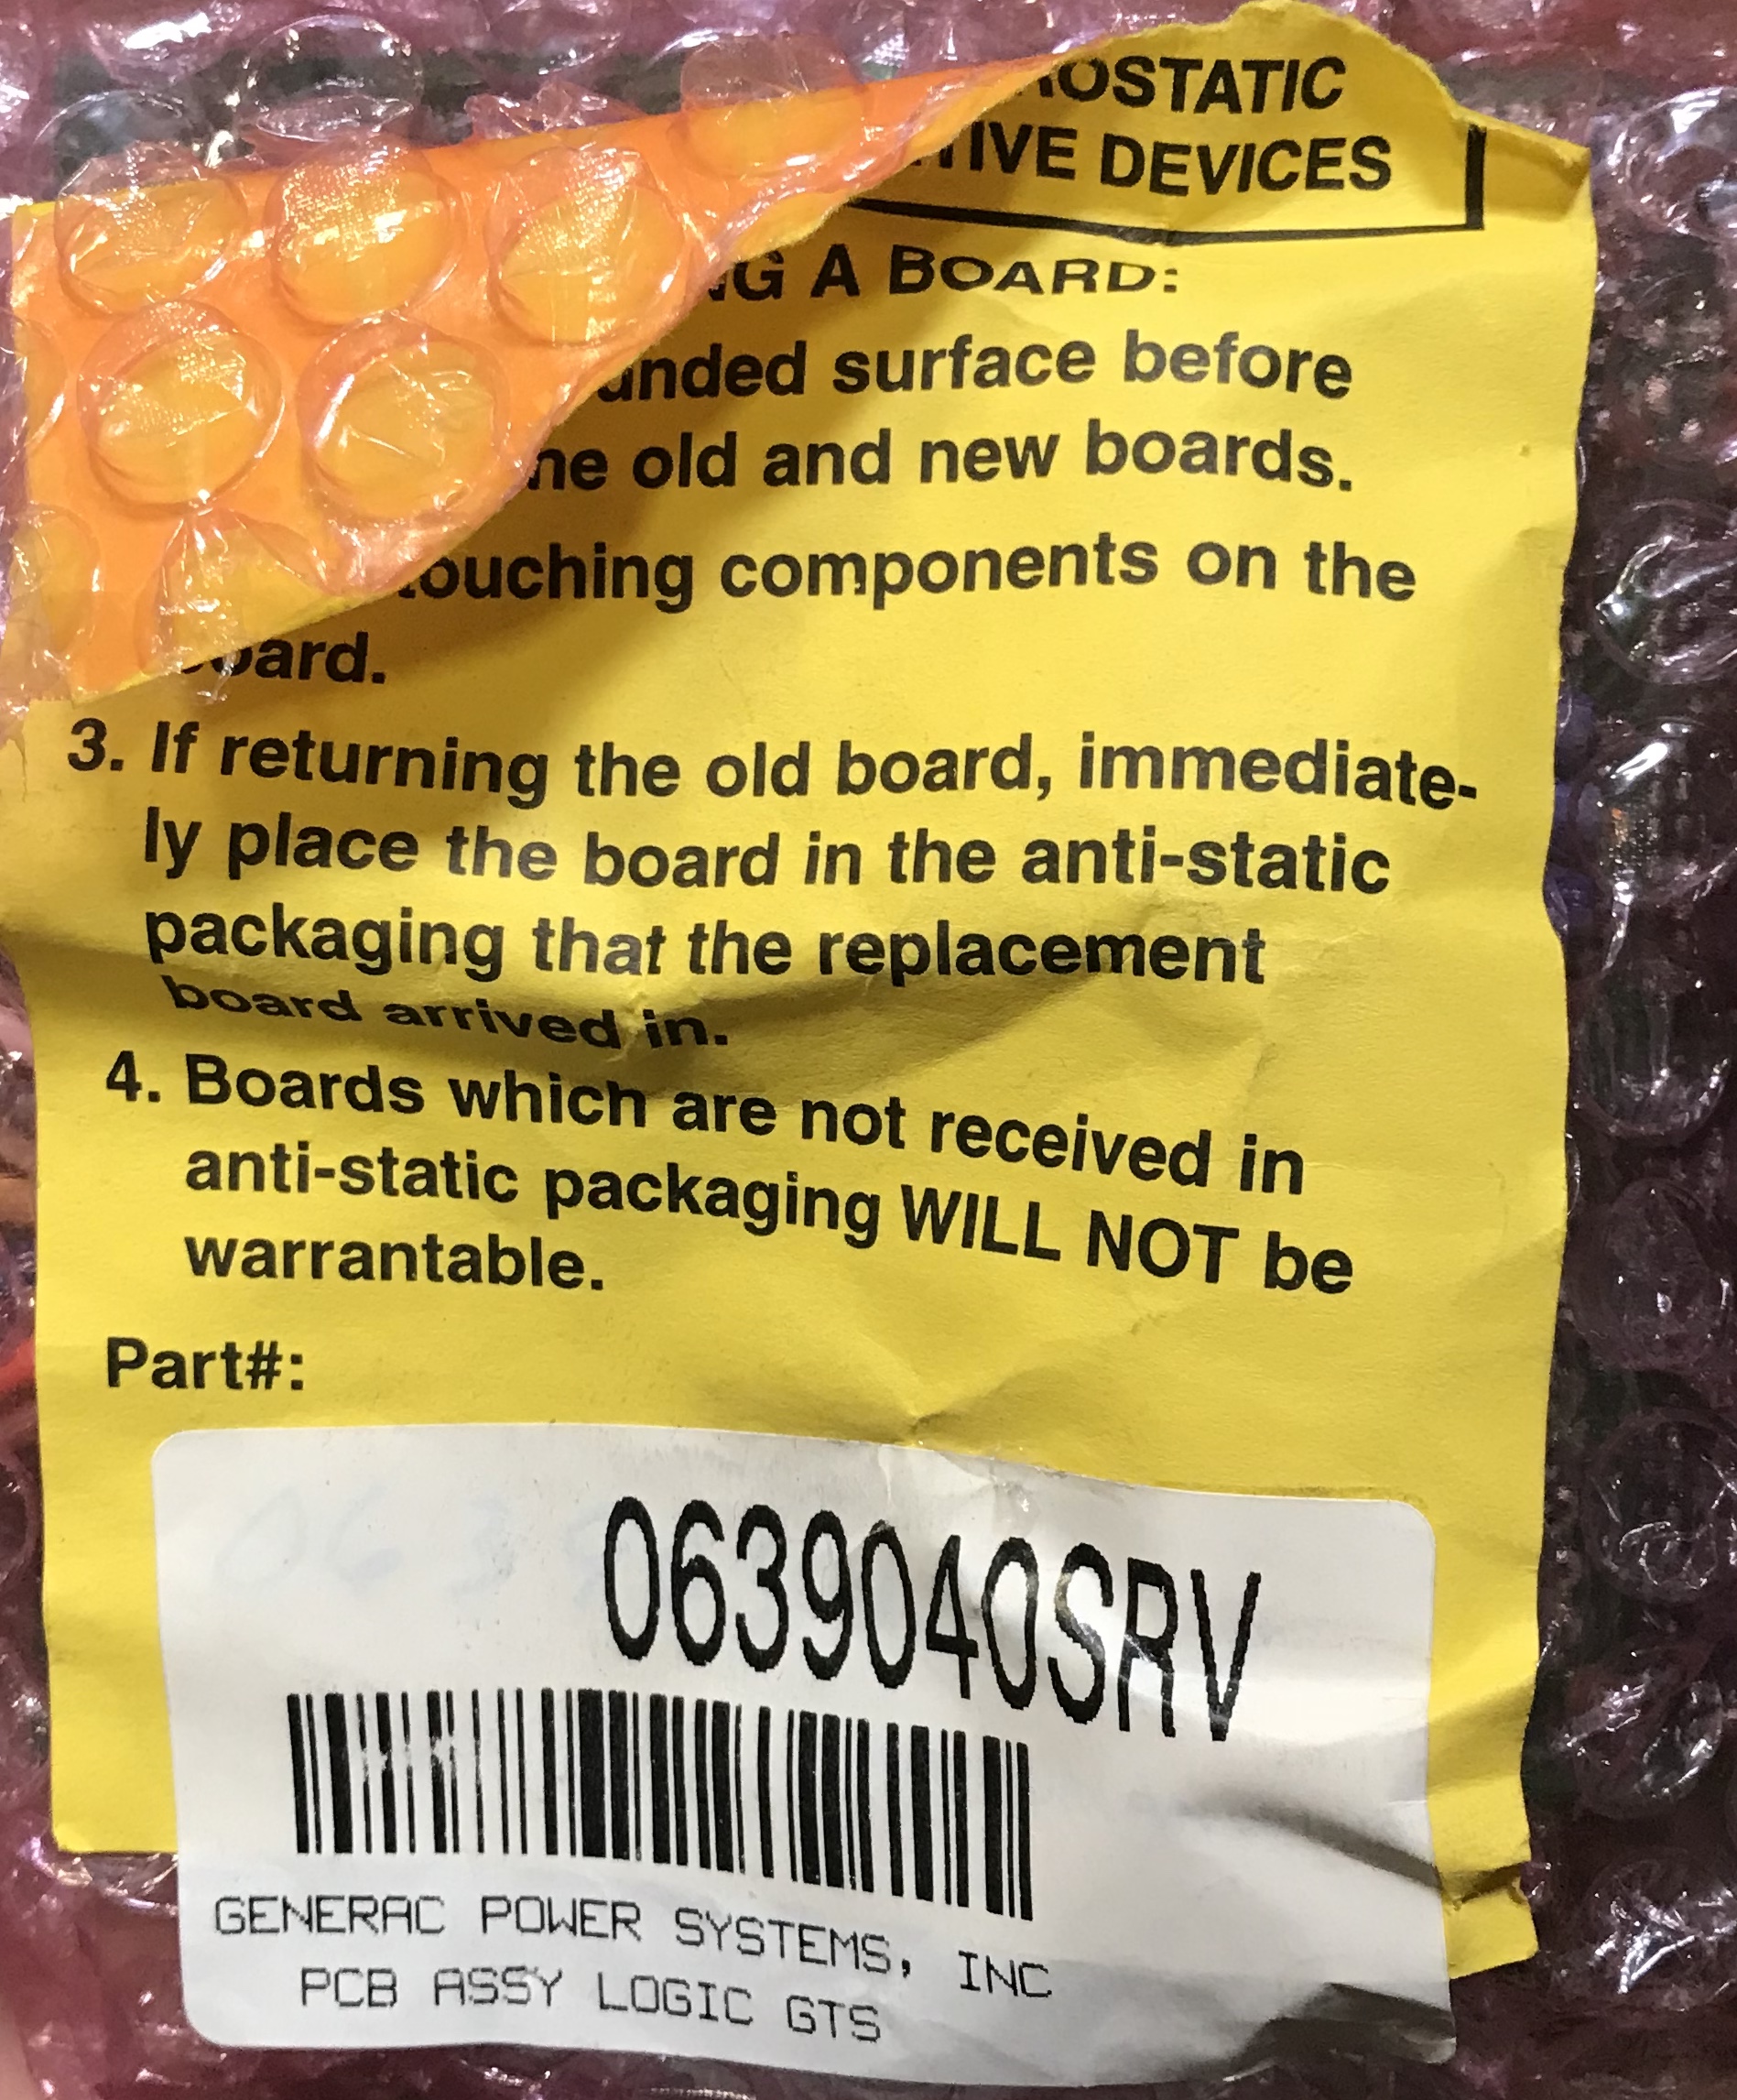 DEVICES
A BOARD:
surface before
old and new boards.
components on the
3. If returning the old board, immediate-
ly place the board in the anti-static
packaging that the replacement
board arrived in.
4. Boards which are not received in
anti-static packaging WILL NOT be
warrantable.
Part#:
0639040SRV
GENERAC POWER SYSTEMS, INC
PCB ASSY LOGIC GTS